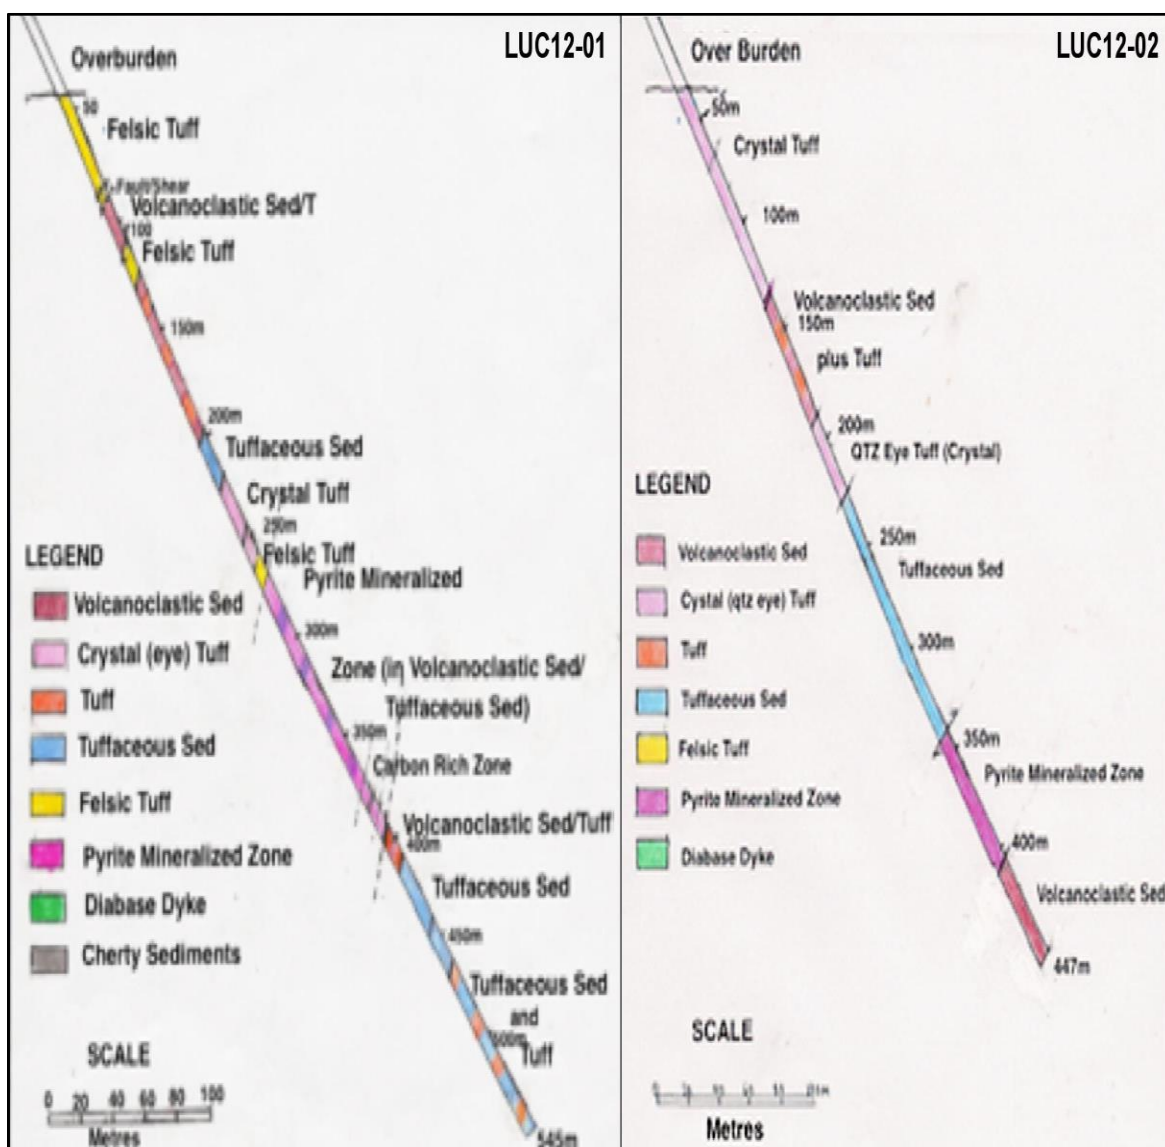 LUC12-01
Overburden
50
Felsic Tuff
Fault/Shear
Volcanoclastic Sed/T
100
Felsic Tuff
150m
200m
Tuffaceous Sed
Crystal Tuff
250m
Felsic Tuff
Pyrite Mineralized
300m
Zone (in Volcanoclastic Sed/
Tuffaceous Sed)
350m
Carbon Rich Zone
Volcanoclastic Sed/Tuff
400m
Tuffaceous Sed
450m
Tuffaceous Sed
and
500m
Tuff
545m
LEGEND
Volcanoclastic Sed
Crystal (eye) Tuff
Tuff
Tuffaceous Sed
Felsic Tuff
Pyrite Mineralized Zone
Diabase Dyke
Cherty Sediments
SCALE
0 20 40 60 80 100
Metres
LUC12-02
Over Burden
50m
Crystal Tuff
100m
Volcanoclastic Sed
150m
plus Tuff
200m
QTZ Eye Tuff (Crystal)
250m
Tuffaceous Sed
300m
350m
Pyrite Mineralized Zone
400m
Volcanoclastic Sed
447m
LEGEND
Volcanoclastic Sed
Cystal (qtz eye) Tuff
Tuff
Tuffaceous Sed
Felsic Tuff
Pyrite Mineralized Zone
Diabase Dyke
SCALE
Metres